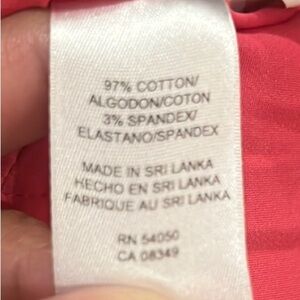 97% COTTON/
ALGODON/COTON
3% SPANDEX/
ELASTANO/SPANDEX
MADE IN SRI LANKA
HECHO EN SRI LANKA
FABRIQUE AU SRI LANKA
RN 54050
CA 08349